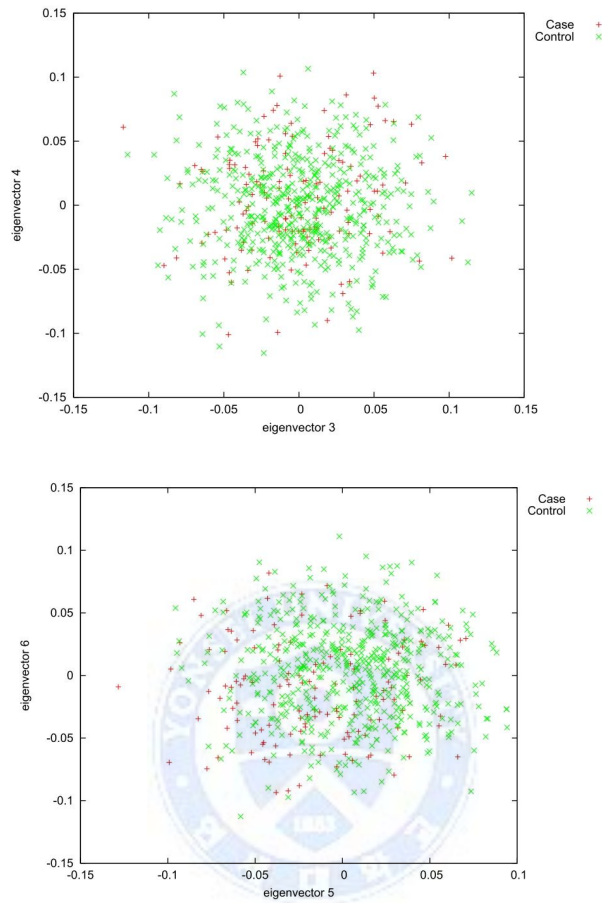 0.15
0.1
0.05
0
-0.05
-0.1
-0.15
-0.15 -0.1 -0.05 0 0.05 0.1 0.15
eigenvector 4
eigenvector 3
Case +
Control ×
0.15
0.1
0.05
0
-0.05
-0.1
-0.15
-0.15 -0.1 -0.05 0 0.05 0.1
eigenvector 6
eigenvector 5
Case +
Control ×
YONSEI
1885